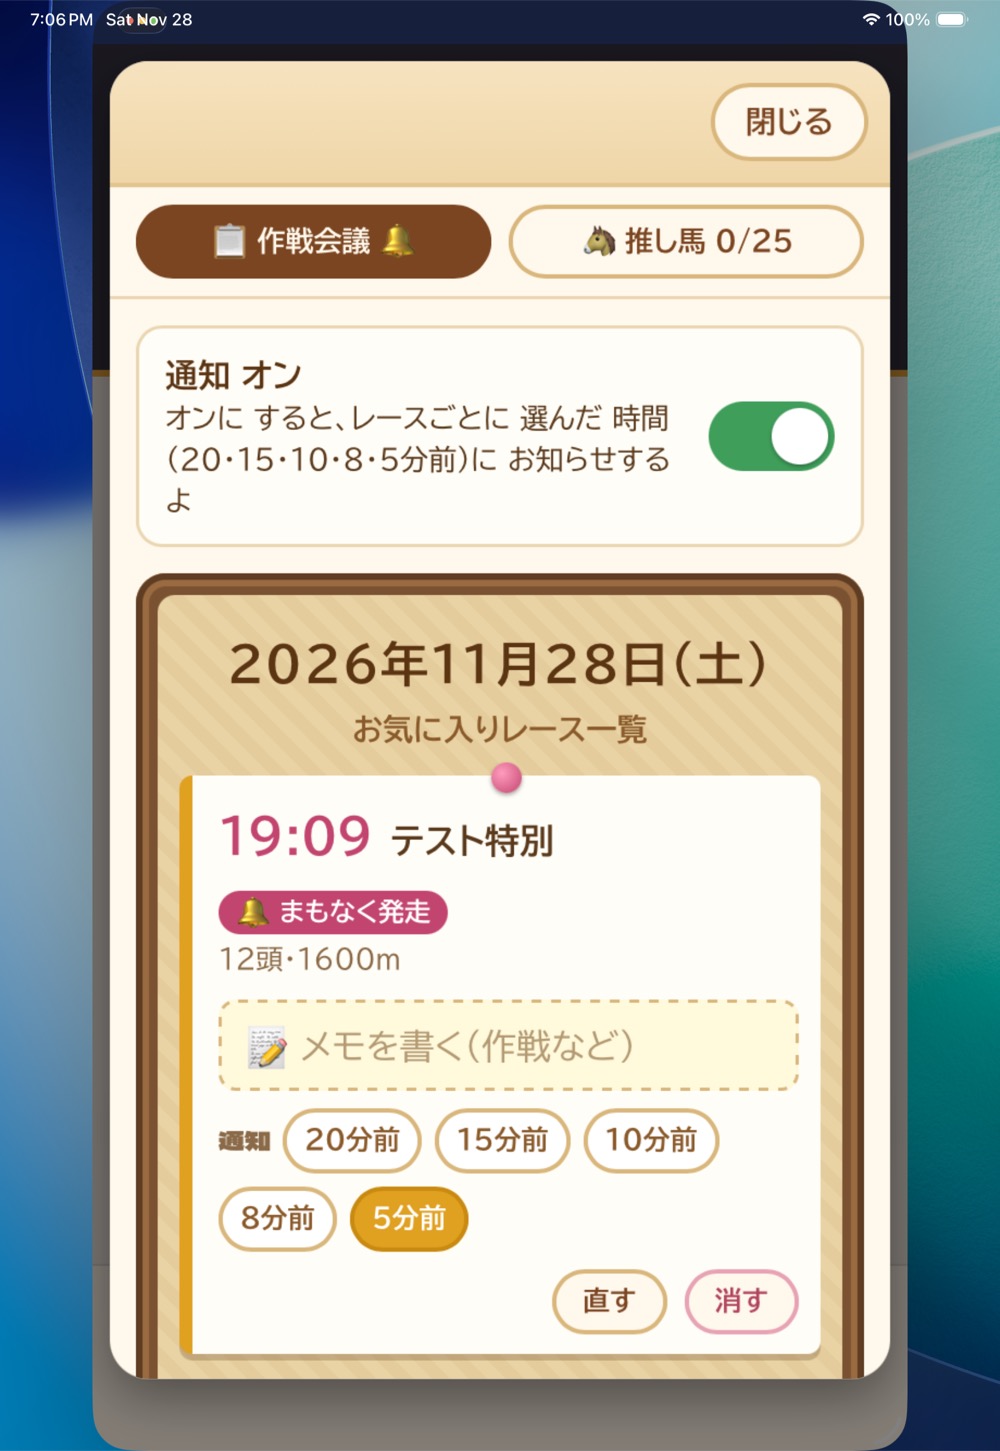 7:06 PM Sat Nov 28
100%
閉じる
作戦会議
推し馬 0/25
通知 オン
オンに すると、レースごとに 選んだ 時間
（20・15・10・8・5分前）に お知らせする
よ
2026年11月28日（土）
お気に入りレース一覧
19:09 テスト特別
まもなく発走
12頭・1600m
メモを書く（作戦など）
通知 20分前 15分前 10分前
8分前 5分前
直す 消す